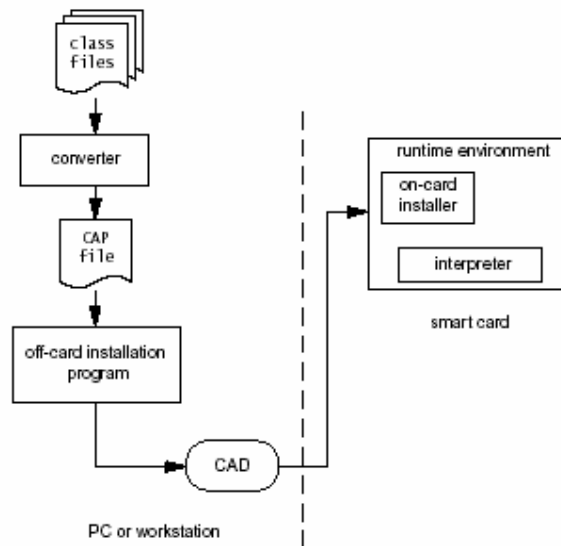 class
files
converter
CAP
file
off-card installation
program
CAD
PC or workstation
runtime environment
on-card
installer
interpreter
smart card